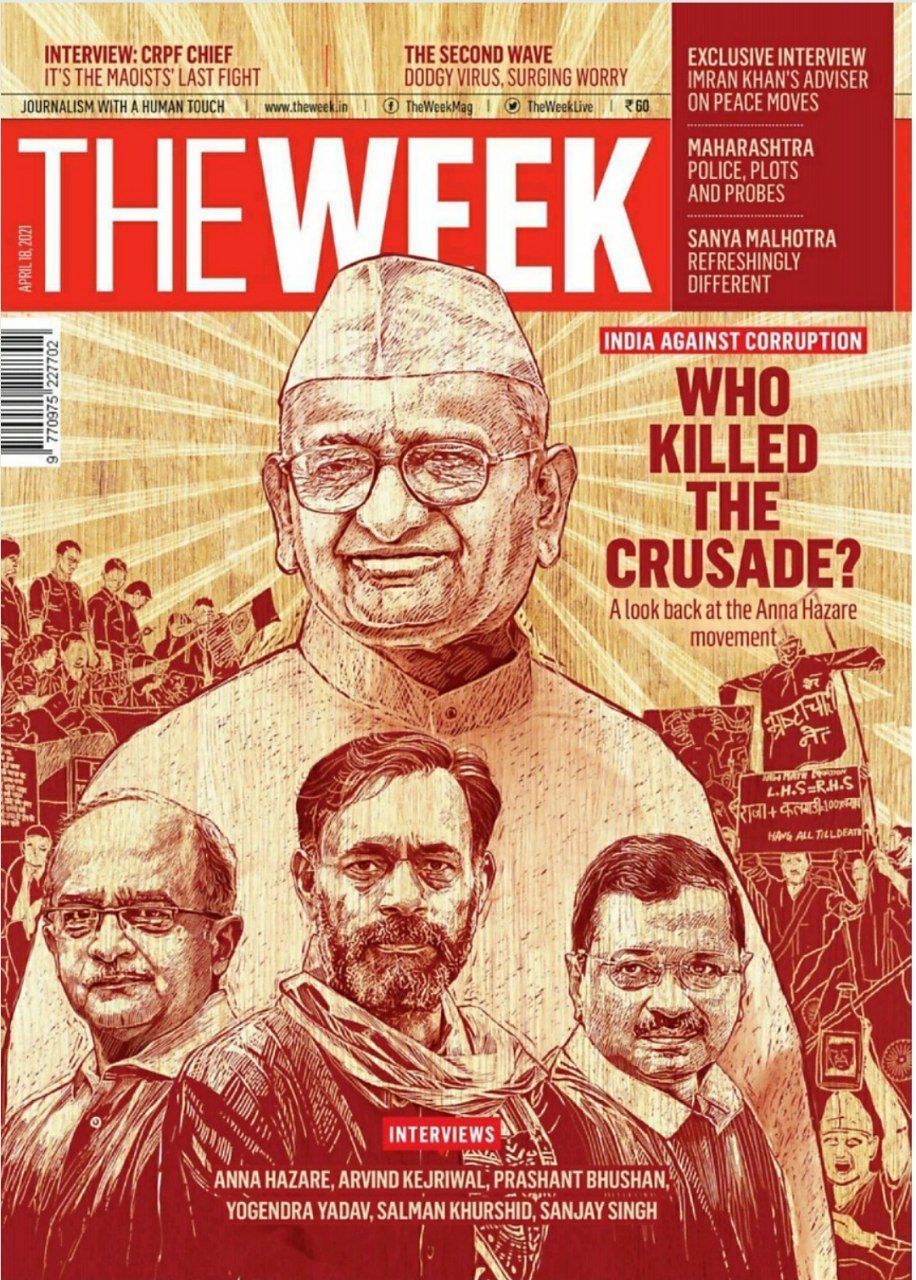 INTERVIEW: CRPF CHIEF
IT'S THE MAOISTS' LAST FIGHT
THE SECOND WAVE
DODGY VIRUS, SURGING WORRY
JOURNALISM WITH A HUMAN TOUCH | www.theweek.in | TheWeekMag | TheWeekLive | ₹ 60
EXCLUSIVE INTERVIEW
IMRAN KHAN'S ADVISER
ON PEACE MOVES
MAHARASHTRA
POLICE, PLOTS
AND PROBES
SANYA MALHOTRA
REFRESHINGLY
DIFFERENT
APRIL 18, 2021
THE WEEK
9 770975 227702
INDIA AGAINST CORRUPTION
WHO
KILLED
THE
CRUSADE?
A look back at the Anna Hazare
movement
L.H.S=R.H.S
HANG ALL TILL DEATH
INTERVIEWS
ANNA HAZARE, ARVIND KEJRIWAL, PRASHANT BHUSHAN,
YOGENDRA YADAV, SALMAN KHURSHID, SANJAY SINGH